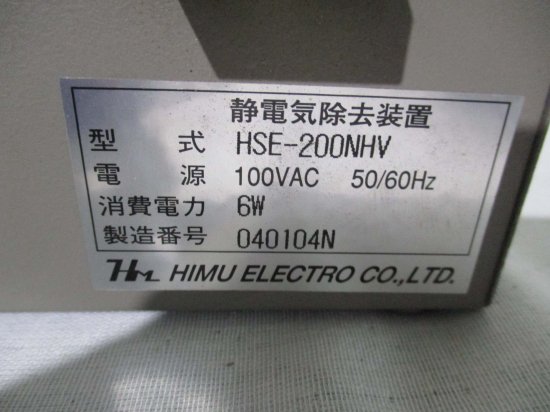 静電気除去装置
型 式 HSE-200NHV
電 源 100VAC 50/60Hz
消費電力 6W
製造番号 040104N
HML HIMU ELECTRO CO.,LTD.